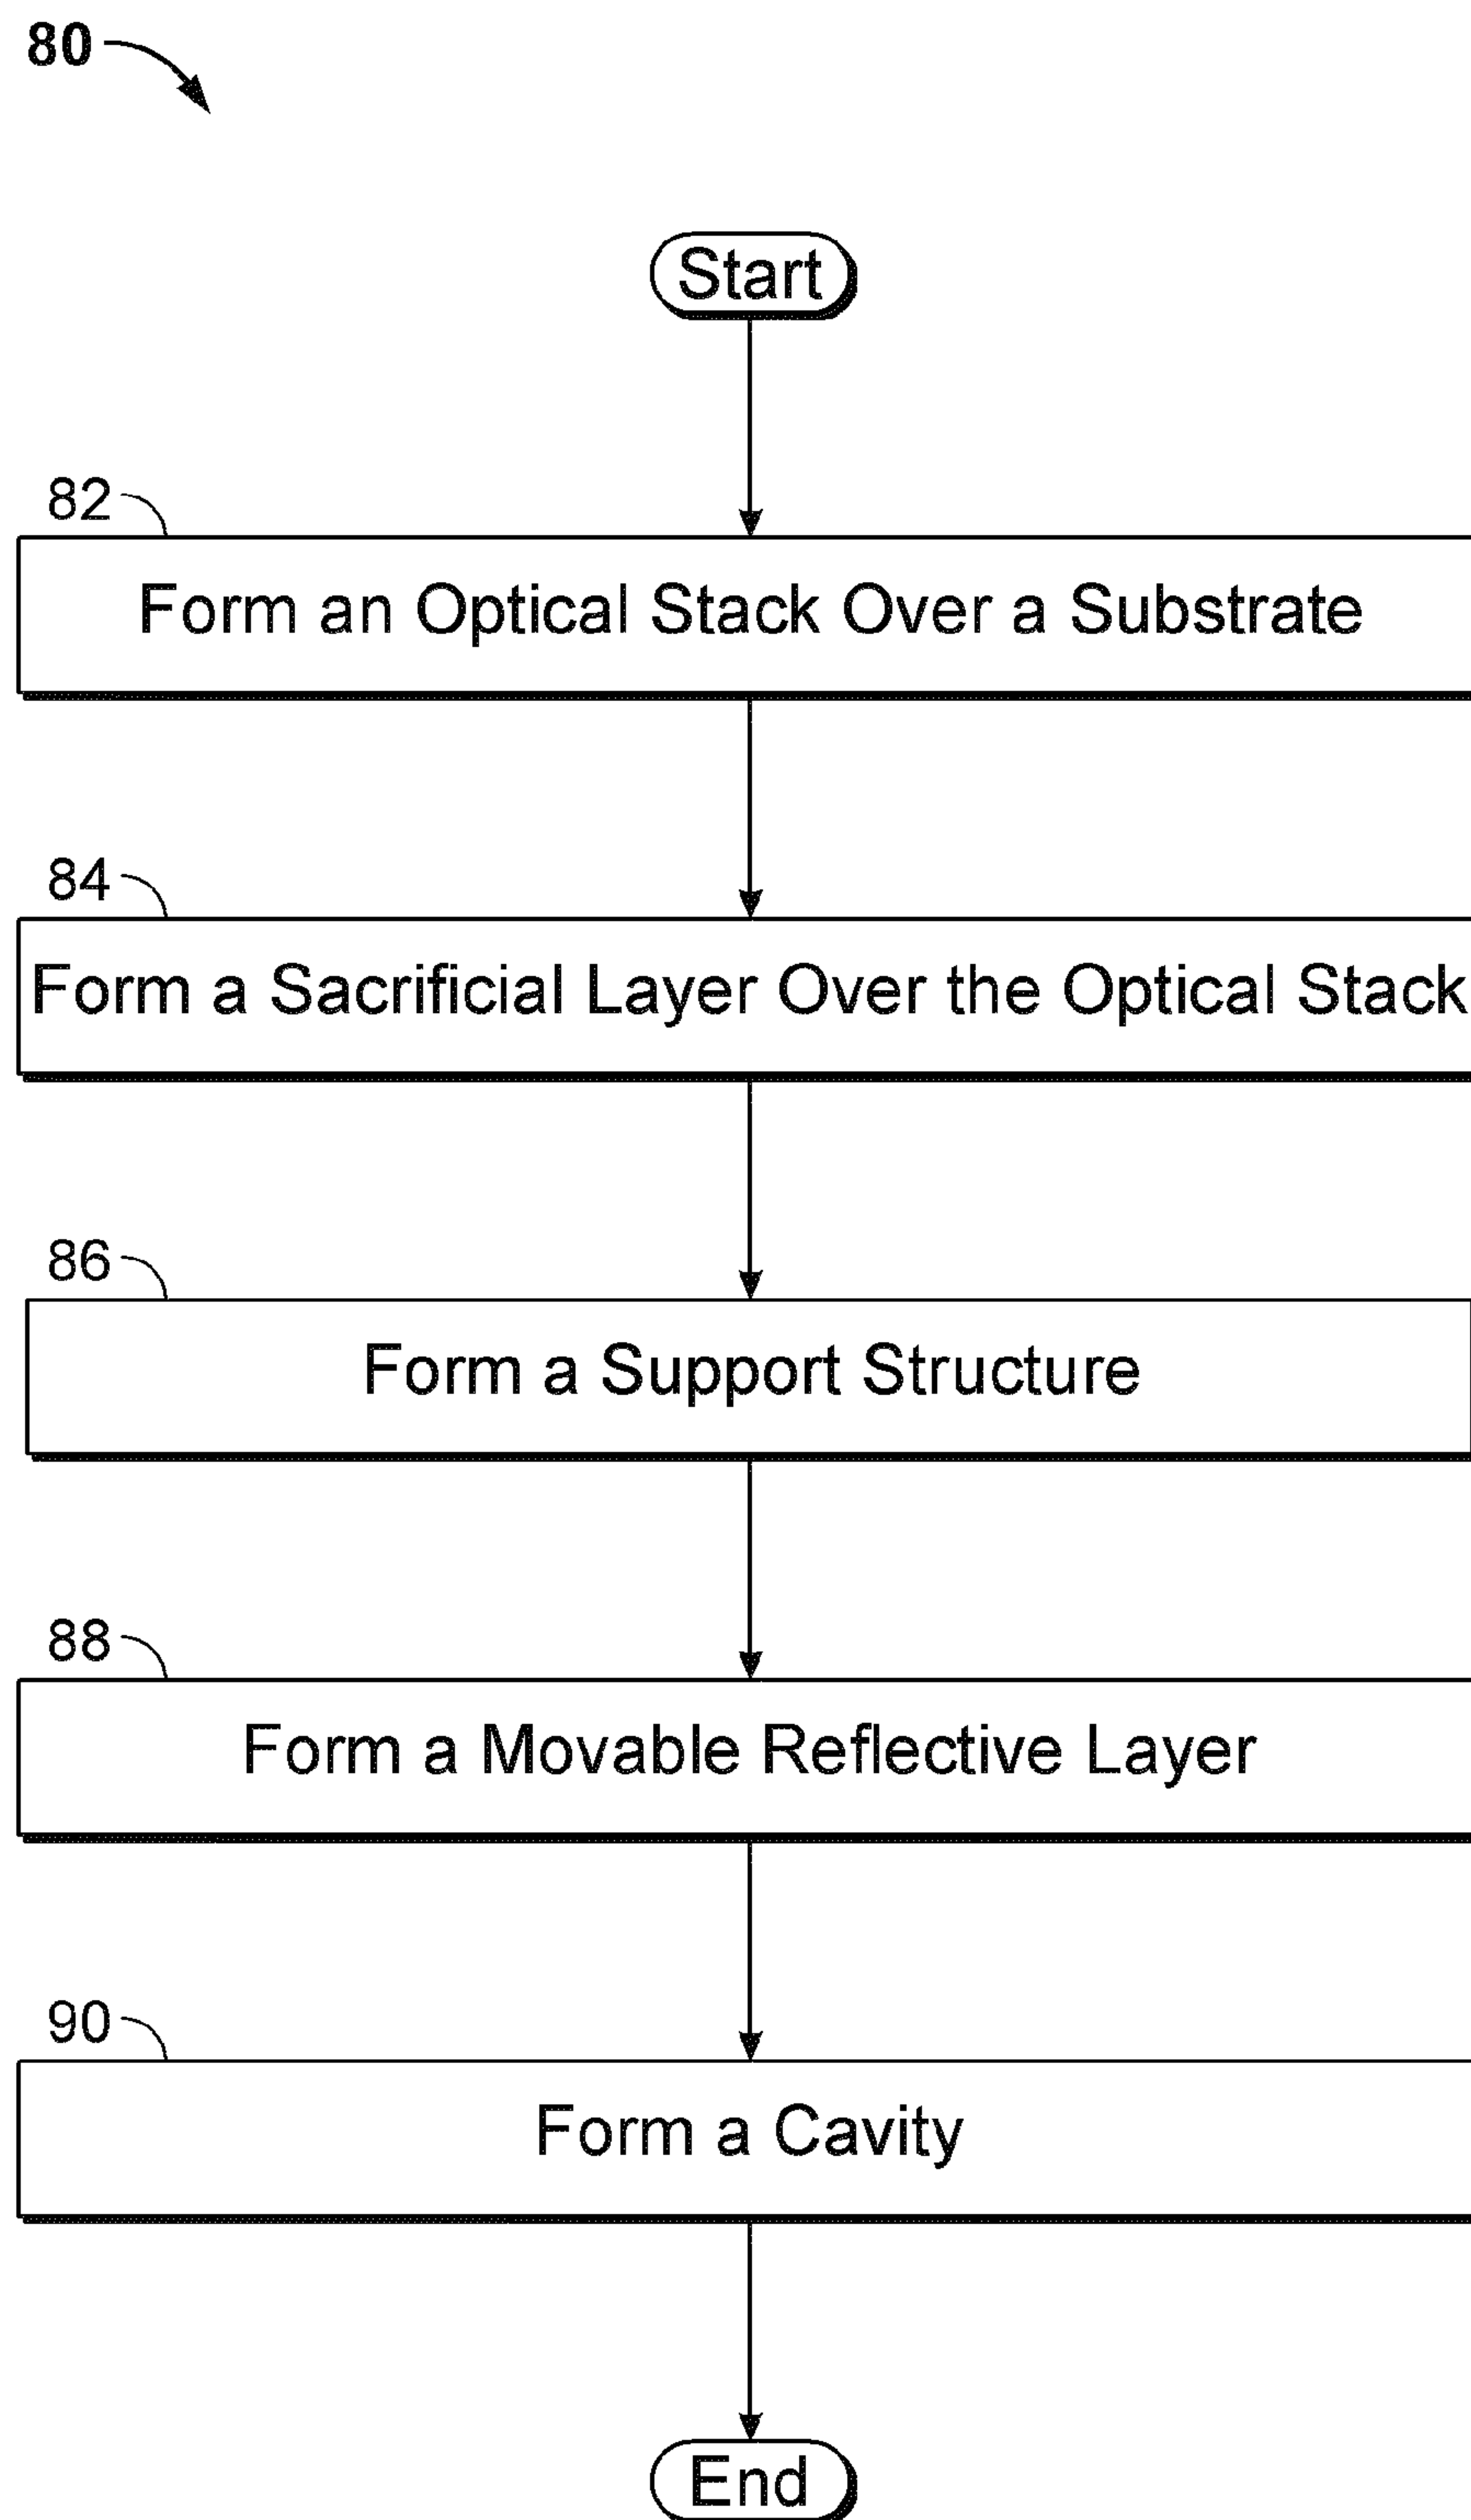 80
Start
82
Form an Optical Stack Over a Substrate
84
Form a Sacrificial Layer Over the Optical Stack
86
Form a Support Structure
88
Form a Movable Reflective Layer
90
Form a Cavity
End